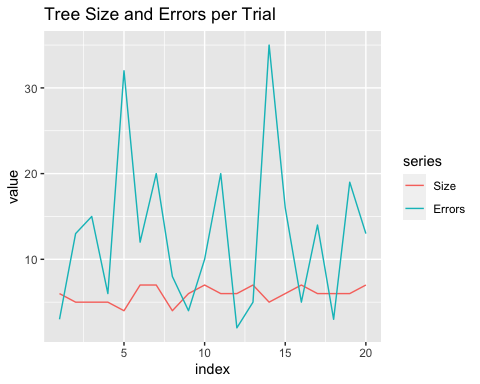 Tree Size and Errors per Trial
30
20
10
value
5
10
15
20
index
series
Size
Errors